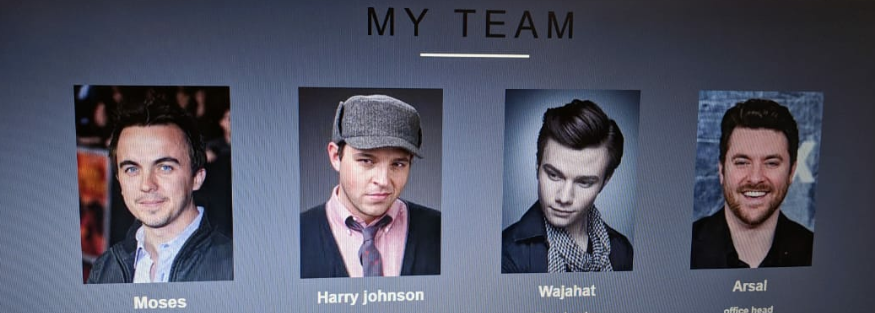 MY TEAM
Moses
Harry johnson
Wajahat
Arsal
office head